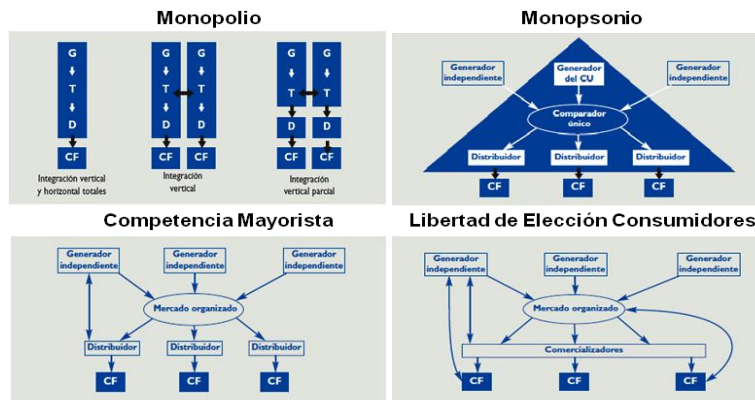 Monopolio
G
T
D
CF
Integración vertical
y horizontal totales
G G
T T
D D
CF CF
Integración
vertical
G G
T T
D D
CF CF
Integración
vertical parcial
Monopsonio
Generador
independiente
Generador
del CU
Generador
independiente
Comparador
único
Distribuidor Distribuidor Distribuidor
CF CF CF
Competencia Mayorista
Generador
independiente
Generador
independiente
Generador
independiente
Mercado organizado
Distribuidor Distribuidor Distribuidor
CF CF CF
Libertad de Elección Consumidores
Generador
independiente
Generador
independiente
Generador
independiente
Mercado organizado
Comercializadores
CF CF CF